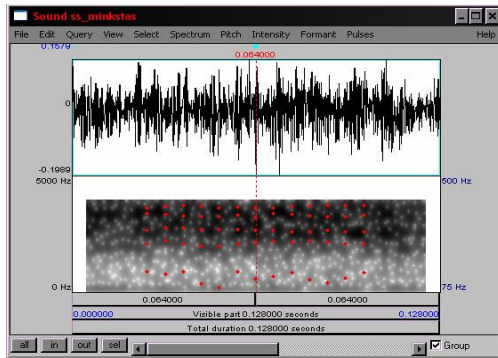 Sound ss_minkstas
File Edit Query View Select Spectrum Pitch Intensity Formant Pulses Help
0.1579
0.064000
0
-0.1989
5000 Hz
500 Hz
0 Hz
75 Hz
0.064000 0.064000
0.000000 Visible part 0.128000 seconds 0.128000
Total duration 0.128000 seconds
all in out sel Group